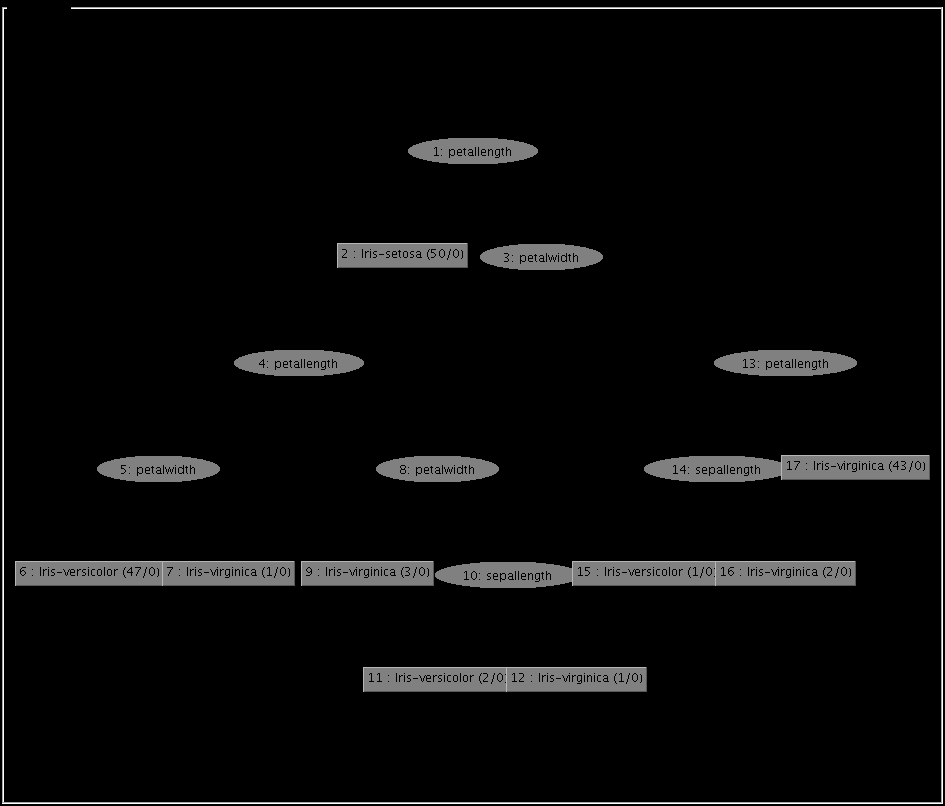 1: petallength
2 : Iris-setosa (50/0)
3: petalwidth
4: petallength
13: petallength
5: petalwidth
8: petalwidth
14: sepallength
17 : Iris-virginica (43/0)
6 : Iris-versicolor (47/0)
7 : Iris-virginica (1/0)
9 : Iris-virginica (3/0)
10: sepallength
15 : Iris-versicolor (1/0
16 : Iris-virginica (2/0)
11 : Iris-versicolor (2/0
12 : Iris-virginica (1/0)